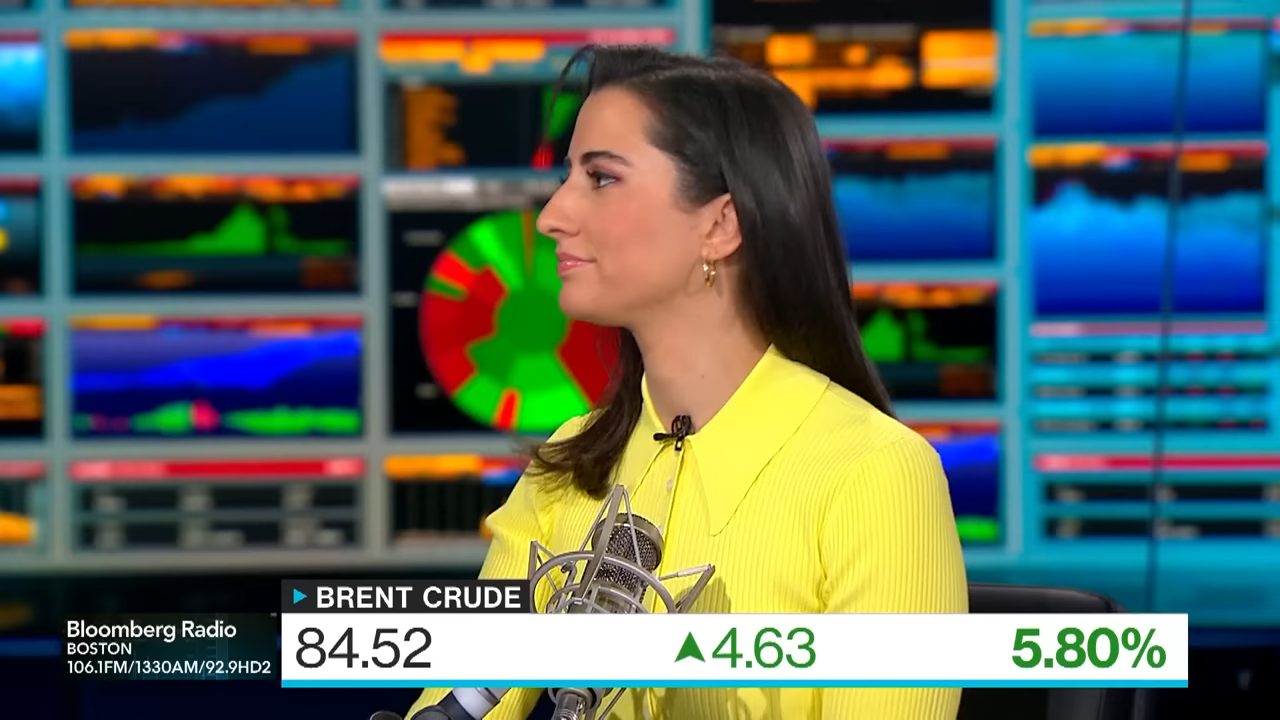 BRENT CRUDE
Bloomberg Radio
BOSTON
106.1FM/1330AM/92.9HD2
84.52 ▲4.63 5.80%